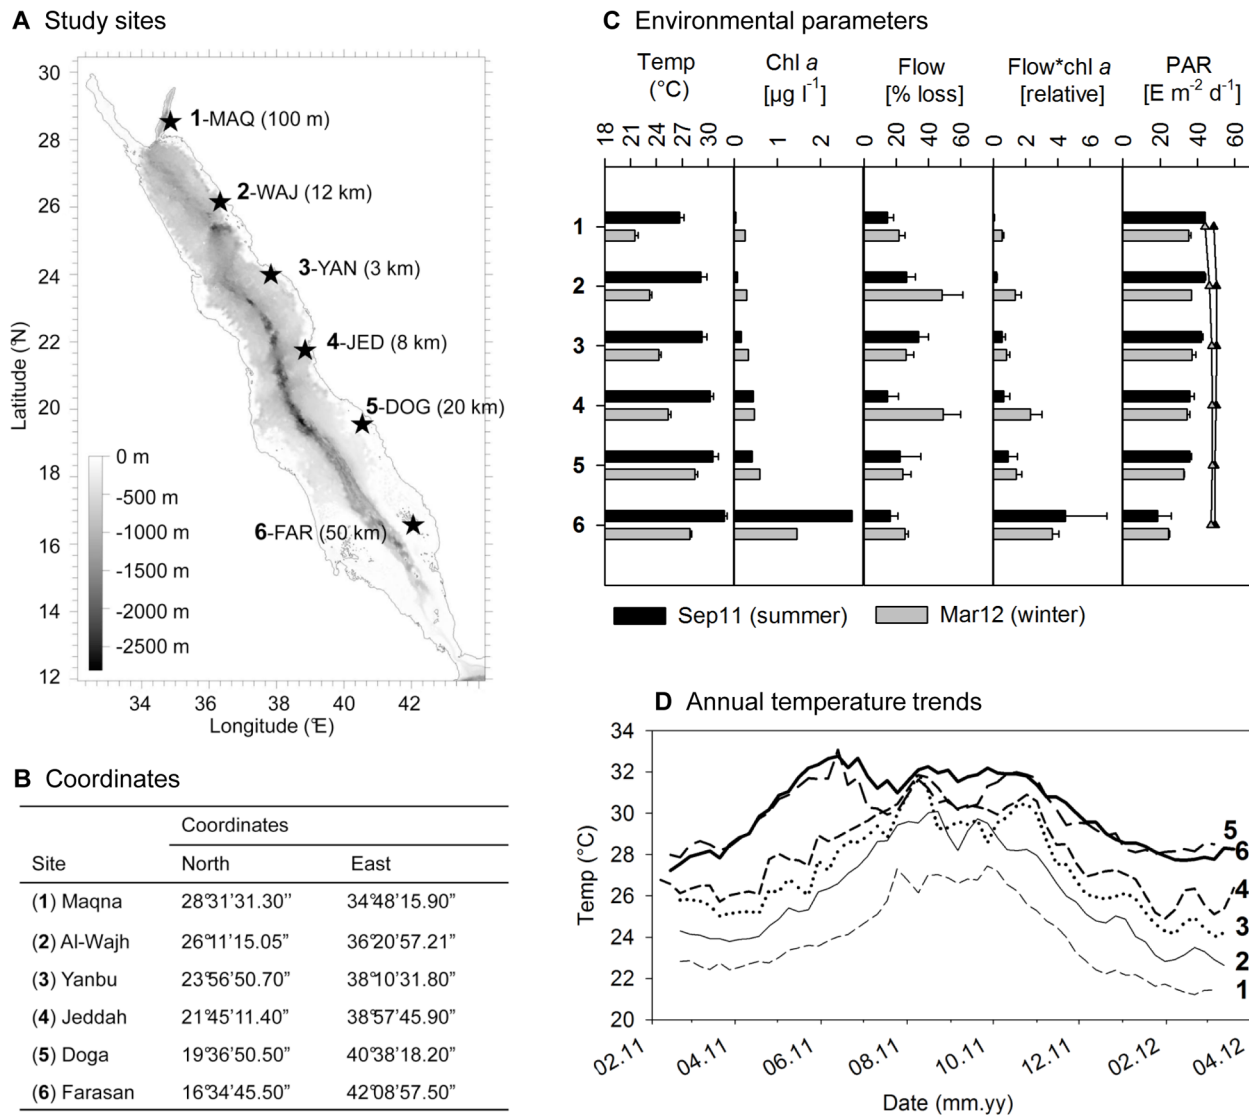 A Study sites
30
28
26
24
22
20
18
16
14
12
Latitude (°N)
1-MAQ (100 m)
2-WAJ (12 km)
3-YAN (3 km)
4-JED (8 km)
5-DOG (20 km)
6-FAR (50 km)
0 m
-500 m
-1000 m
-1500 m
-2000 m
-2500 m
34 36 38 40 42
Longitude (°E)
B Coordinates
Coordinates
Site North East
(1) Maqna 28°31'31.30'' 34°48'15.90”
(2) Al-Wajh 26°11'15.05” 36°20'57.21”
(3) Yanbu 23°56’50.70” 38°10’31.80”
(4) Jeddah 21°45’11.40” 38°57’45.90”
(5) Doga 19°36’50.50” 40°38’18.20”
(6) Farasan 16°34’45.50” 42°08’57.50”
C Environmental parameters
Temp Chl a Flow Flow*chl a PAR
(°C) [µg l⁻¹] [% loss] [relative] [E m⁻² d⁻¹]
18 21 24 27 30 0 1 2 0 20 40 60 0 2 4 6 0 20 40 60
1
2
3
4
5
6
Sep11 (summer) Mar12 (winter)
D Annual temperature trends
34
32
30
28
26
24
22
20
Temp (°C)
5
6
4
3
2
1
02.11 04.11 06.11 08.11 10.11 12.11 02.12 04.12
Date (mm.yy)